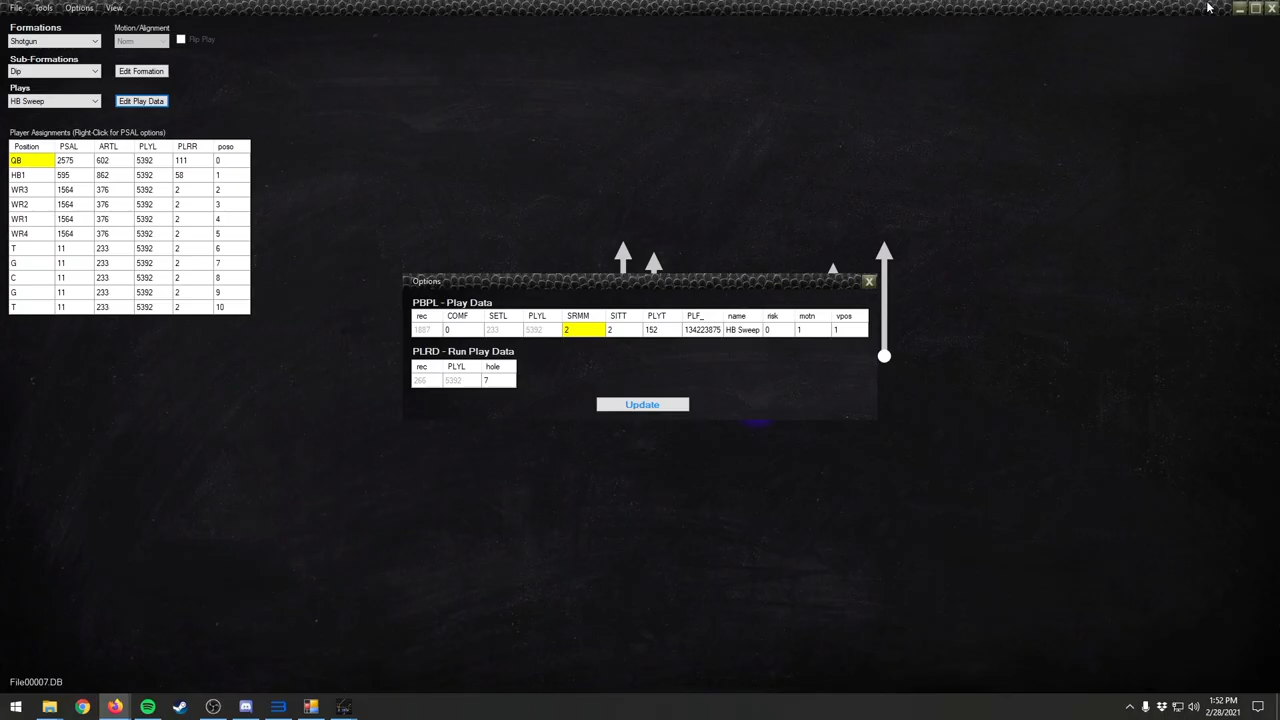 File Tools Options View
Formations Motion/Alignment
Shotgun Norm Flip Play
Sub-Formations
Dip Edit Formation
Plays
HB Sweep Edit Play Data
Player Assignments (Right-Click for PSAL options)
Position PSAL ARTL PLYL PLRR poso
QB 2575 602 5392 111 0
HB1 595 862 5392 58 1
WR3 1564 376 5392 2 2
WR2 1564 376 5392 2 3
WR1 1564 376 5392 2 4
WR4 1564 376 5392 2 5
T 11 233 5392 2 6
G 11 233 5392 2 7
C 11 233 5392 2 8
G 11 233 5392 2 9
T 11 233 5392 2 10
Options X
PBPL - Play Data
rec COMF SETL PLYL SRMM SITT PLYT PLF_ name risk motn vpos
1887 0 233 5392 2 2 152 134223875 HB Sweep 0 1 1
PLRD - Run Play Data
rec PLYL hole
266 5392 7
Update
File00007.DB
1:52 PM
2/28/2021